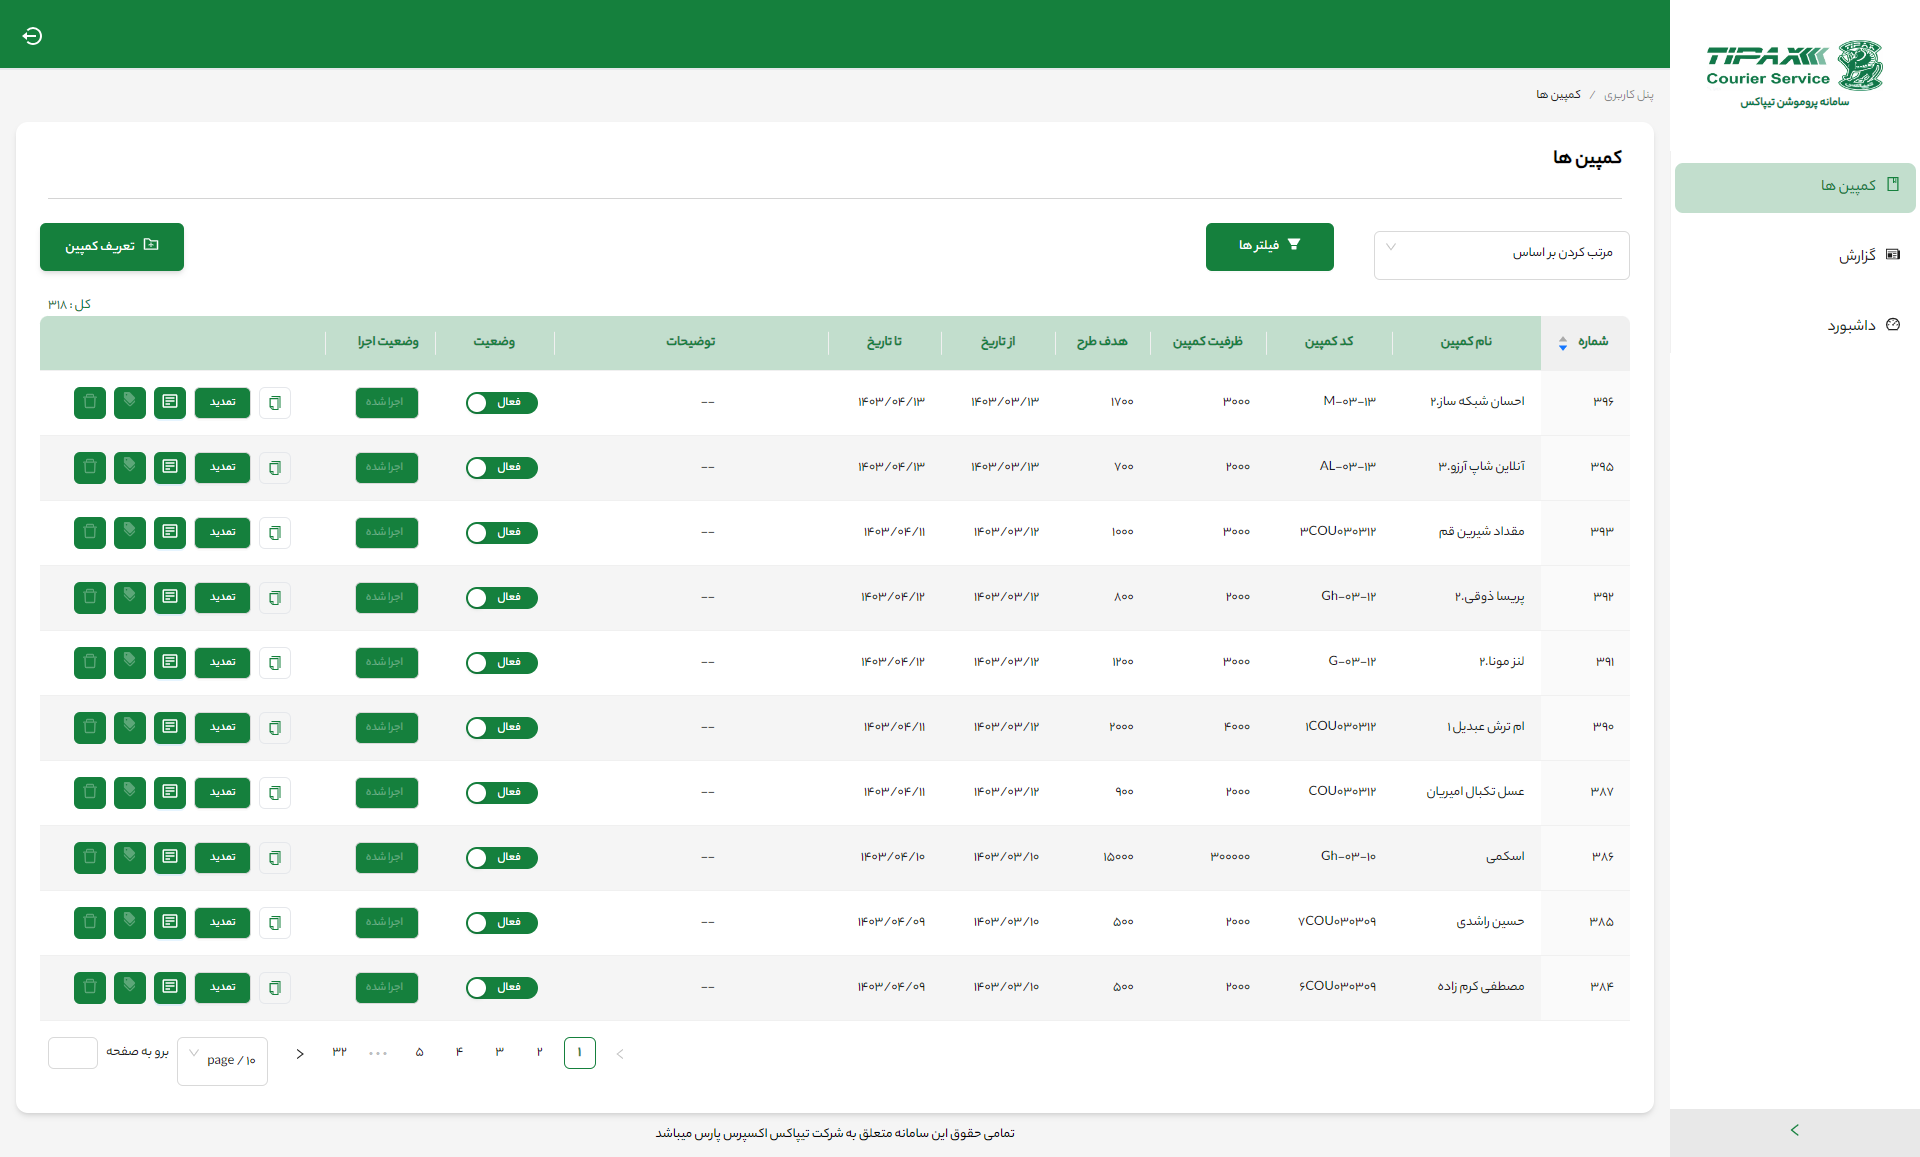 TIPAX
Courier Service
سامانه پروموشن تیپاکس
کمپین ها
گزارش
داشبورد
پنل کاربری / کمپین ها
کمپین ها
مرتب کردن بر اساس
فیلتر ها
تعریف کمپین
کل : ۳۱۸
شماره نام کمپین کد کمپین ظرفیت کمپین هدف طرح از تاریخ تا تاریخ توضیحات وضعیت وضعیت اجرا
۳۹۶ احسان شبکه ساز.۲ M-۰۳-۱۳ ۳۰۰۰ ۱۷۰۰ ۱۴۰۳/۰۳/۱۳ ۱۴۰۳/۰۴/۱۳ -- فعال اجرا شده تمدید
۳۹۵ آنلاین شاپ آرزو.۳ AL-۰۳-۱۳ ۲۰۰۰ ۷۰۰ ۱۴۰۳/۰۳/۱۳ ۱۴۰۳/۰۴/۱۳ -- فعال اجرا شده تمدید
۳۹۳ مقداد شیرین قم ۳COU۰۳۰۳۱۲ ۳۰۰۰ ۱۰۰۰ ۱۴۰۳/۰۳/۱۲ ۱۴۰۳/۰۴/۱۱ -- فعال اجرا شده تمدید
۳۹۲ پریسا ذوقی.۲ Gh-۰۳-۱۲ ۲۰۰۰ ۸۰۰ ۱۴۰۳/۰۳/۱۲ ۱۴۰۳/۰۴/۱۲ -- فعال اجرا شده تمدید
۳۹۱ لنز مونا.۲ G-۰۳-۱۲ ۳۰۰۰ ۱۲۰۰ ۱۴۰۳/۰۳/۱۲ ۱۴۰۳/۰۴/۱۲ -- فعال اجرا شده تمدید
۳۹۰ ام ترش عبدیل ۱ ۱COU۰۳۰۳۱۲ ۴۰۰۰ ۲۰۰۰ ۱۴۰۳/۰۳/۱۲ ۱۴۰۳/۰۴/۱۱ -- فعال اجرا شده تمدید
۳۸۷ عسل تکبال امیریان COU۰۳۰۳۱۲ ۲۰۰۰ ۹۰۰ ۱۴۰۳/۰۳/۱۲ ۱۴۰۳/۰۴/۱۱ -- فعال اجرا شده تمدید
۳۸۶ اسکمی Gh-۰۳-۱۰ ۳۰۰۰۰۰ ۱۵۰۰۰ ۱۴۰۳/۰۳/۱۰ ۱۴۰۳/۰۴/۱۰ -- فعال اجرا شده تمدید
۳۸۵ حسین راشدی ۷COU۰۳۰۳۰۹ ۲۰۰۰ ۵۰۰ ۱۴۰۳/۰۳/۱۰ ۱۴۰۳/۰۴/۰۹ -- فعال اجرا شده تمدید
۳۸۴ مصطفی کرم زاده ۶COU۰۳۰۳۰۹ ۲۰۰۰ ۵۰۰ ۱۴۰۳/۰۳/۱۰ ۱۴۰۳/۰۴/۰۹ -- فعال اجرا شده تمدید
۱ ۲ ۳ ۴ ۵ ••• ۳۲ ۱۰ / page برو به صفحه
تمامی حقوق این سامانه متعلق به شرکت تیپاکس اکسپرس پارس میباشد